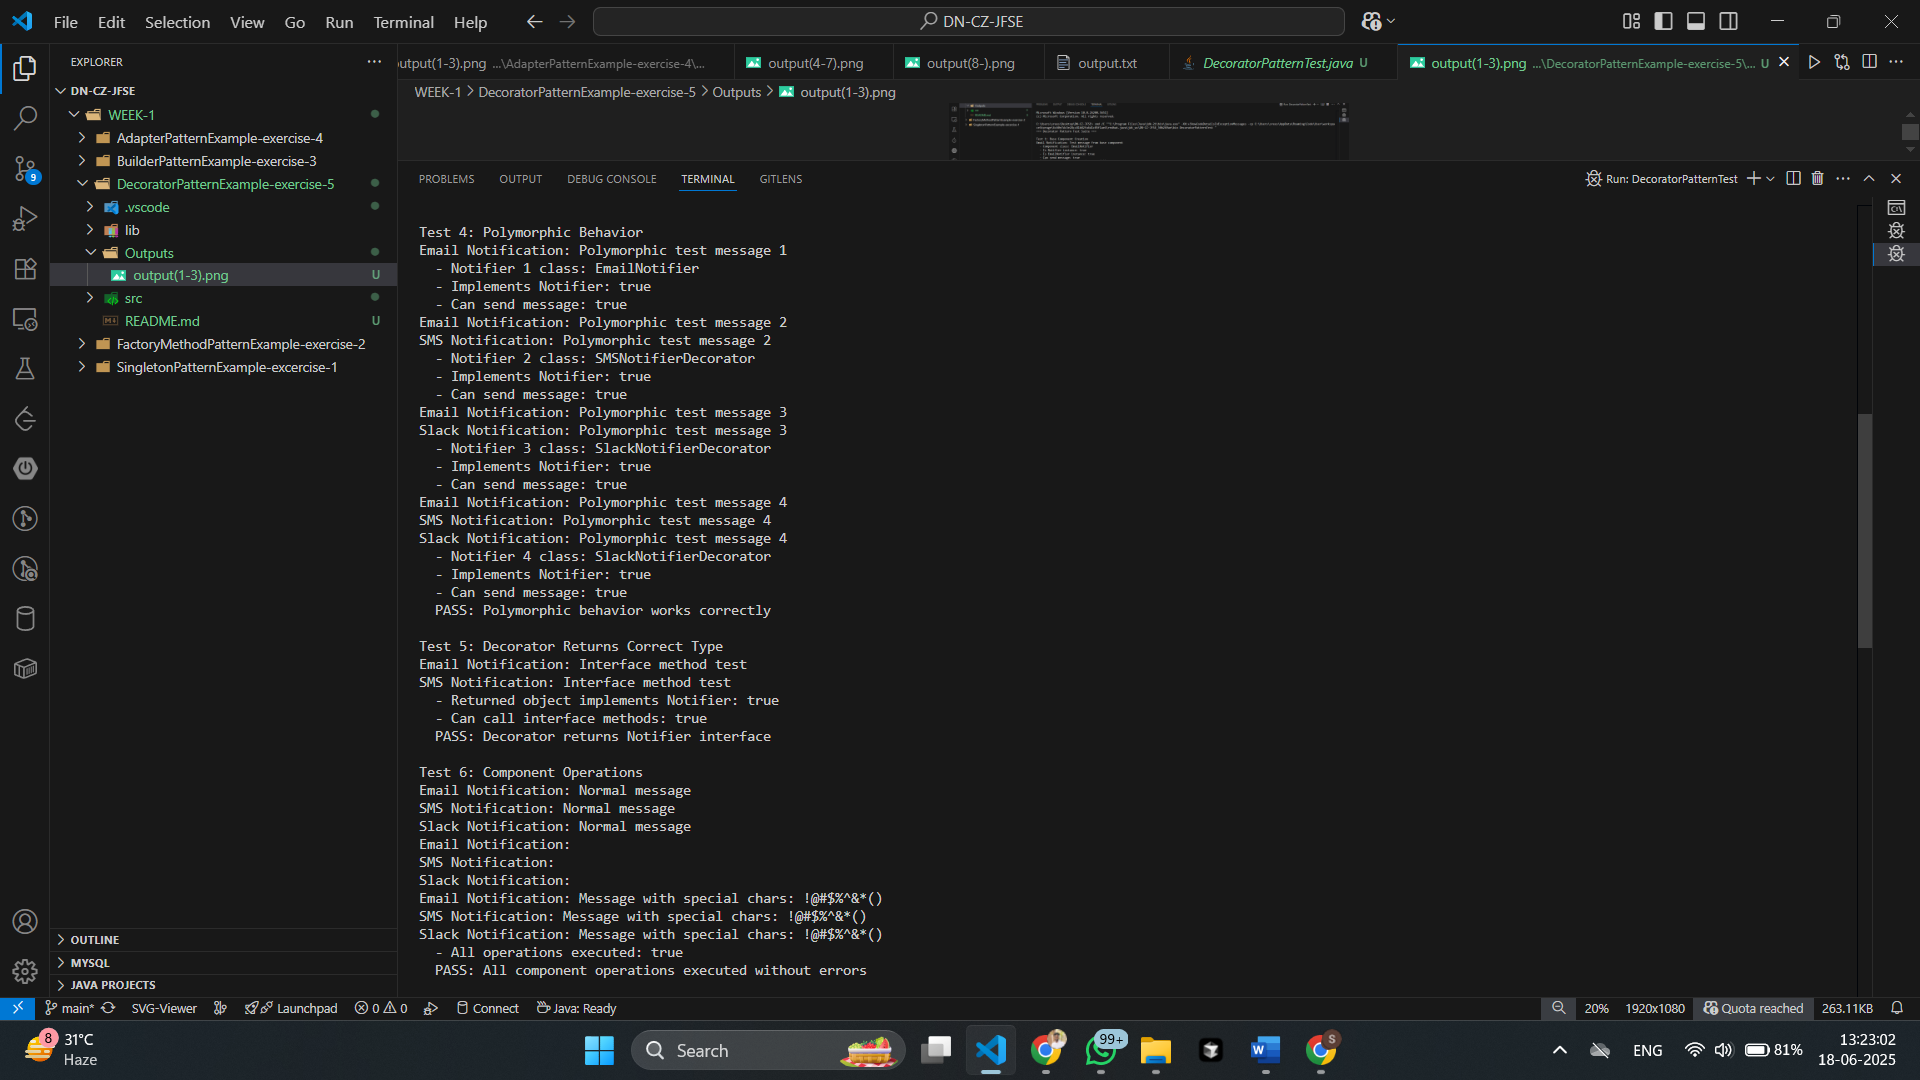 File Edit Selection View Go Run Terminal Help
DN-CZ-JFSE
EXPLORER
utput(1-3).png ...\AdapterPatternExample-exercise-4\...
output(4-7).png
output(8-).png
output.txt
DecoratorPatternTest.java U
output(1-3).png ...\DecoratorPatternExample-exercise-5\... U
WEEK-1 > DecoratorPatternExample-exercise-5 > Outputs > output(1-3).png
DN-CZ-JFSE
WEEK-1
AdapterPatternExample-exercise-4
BuilderPatternExample-exercise-3
DecoratorPatternExample-exercise-5
.vscode
lib
Outputs
output(1-3).png U
src
README.md U
FactoryMethodPatternExample-exercise-2
SingletonPatternExample-excercise-1
9
OUTLINE
MYSQL
JAVA PROJECTS
PROBLEMS OUTPUT DEBUG CONSOLE TERMINAL GITLENS
Run: DecoratorPatternTest
Test 4: Polymorphic Behavior
Email Notification: Polymorphic test message 1
- Notifier 1 class: EmailNotifier
- Implements Notifier: true
- Can send message: true
Email Notification: Polymorphic test message 2
SMS Notification: Polymorphic test message 2
- Notifier 2 class: SMSNotifierDecorator
- Implements Notifier: true
- Can send message: true
Email Notification: Polymorphic test message 3
Slack Notification: Polymorphic test message 3
- Notifier 3 class: SlackNotifierDecorator
- Implements Notifier: true
- Can send message: true
Email Notification: Polymorphic test message 4
SMS Notification: Polymorphic test message 4
Slack Notification: Polymorphic test message 4
- Notifier 4 class: SlackNotifierDecorator
- Implements Notifier: true
- Can send message: true
PASS: Polymorphic behavior works correctly
Test 5: Decorator Returns Correct Type
Email Notification: Interface method test
SMS Notification: Interface method test
- Returned object implements Notifier: true
- Can call interface methods: true
PASS: Decorator returns Notifier interface
Test 6: Component Operations
Email Notification: Normal message
SMS Notification: Normal message
Slack Notification: Normal message
Email Notification:
SMS Notification:
Slack Notification:
Email Notification: Message with special chars: !@#$%^&*()
SMS Notification: Message with special chars: !@#$%^&*()
Slack Notification: Message with special chars: !@#$%^&*()
- All operations executed: true
PASS: All component operations executed without errors
main* SVG-Viewer Launchpad 0 0 Connect Java: Ready
20% 1920x1080 Quota reached 263.11KB
8
31°C
Haze
Search
99+
S
ENG
81%
13:23:02
18-06-2025